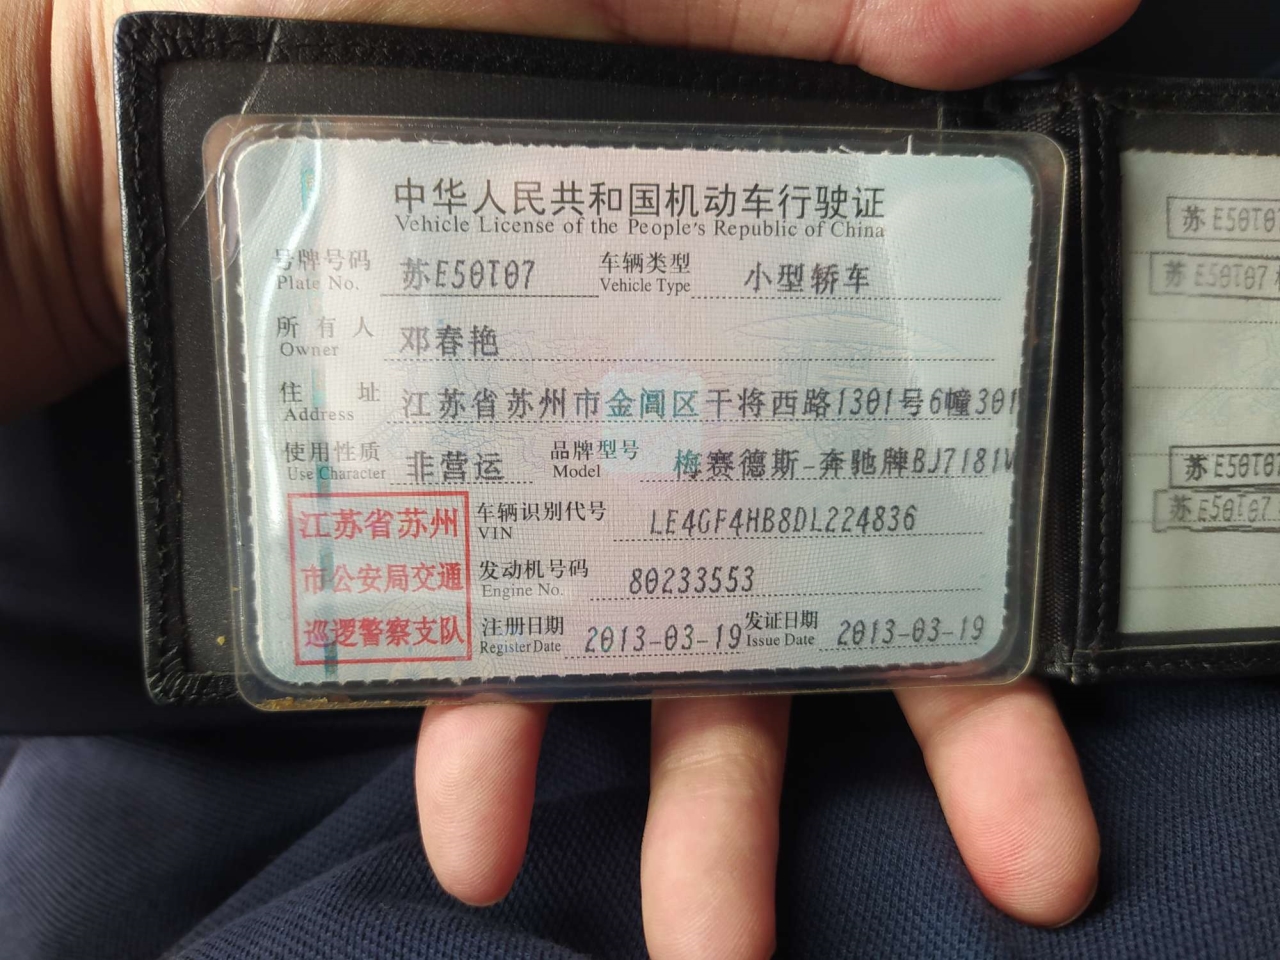 中华人民共和国机动车行驶证
Vehicle License of the People's Republic of China
号牌号码 苏E50T07 车辆类型 小型轿车
Plate No. Vehicle Type
所有人 邓春艳
Owner
住址 江苏省苏州市金阊区干将西路1301号6幢301
Address
使用性质 非营运 品牌型号 梅赛德斯-奔驰牌BJ7181V
Use Character Model
江苏省苏州
市公安局交通
巡逻警察支队
车辆识别代号 LE4GF4HB8DL224836
VIN
发动机号码 80233553
Engine No.
注册日期 2013-03-19 发证日期 2013-03-19
Register Date Issue Date
苏E50T0
苏E50T07
苏E50T0
苏E50T07